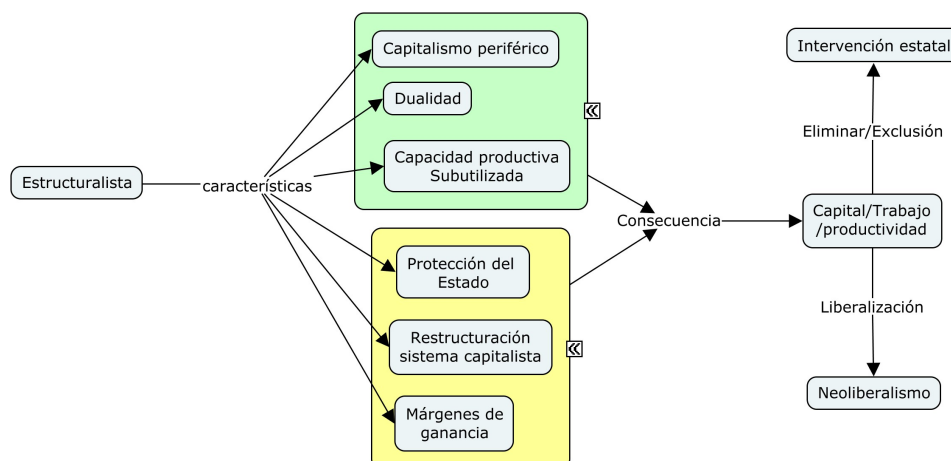 Estructuralista
características
Capitalismo periférico
Dualidad
Capacidad productiva
Subutilizada
Protección del
Estado
Restructuración
sistema capitalista
Márgenes de
ganancia
Consecuencia
Intervención estatal
Eliminar/Exclusión
Capital/Trabajo
/productividad
Liberalización
Neoliberalismo